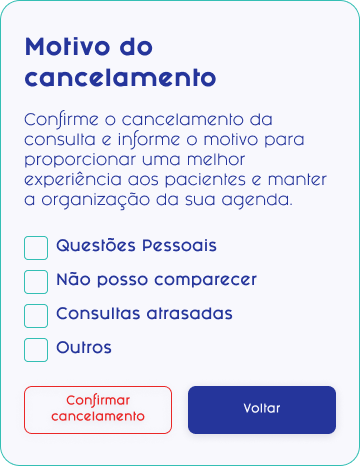 Motivo do
cancelamento
Confirme o cancelamento da
consulta e informe o motivo para
proporcionar uma melhor
experiência aos pacientes e manter
a organização da sua agenda.
Questões Pessoais
Não posso comparecer
Consultas atrasadas
Outros
Confirmar
cancelamento
Voltar